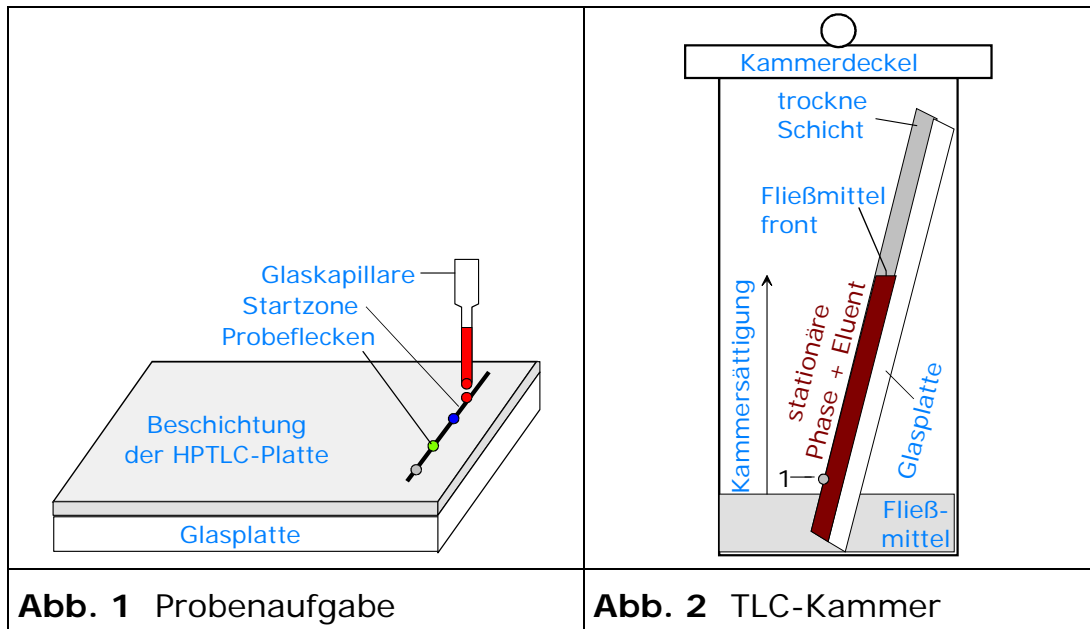 Glaskapillare
Startzone
Probeflecken
Beschichtung
der HPTLC-Platte
Glasplatte
Abb. 1 Probenaufgabe
Kammerdeckel
trockne
Schicht
Fließmittel
front
Kammersättigung
stationäre
Phase + Eluent
Glasplatte
1
Fließ-
mittel
Abb. 2 TLC-Kammer